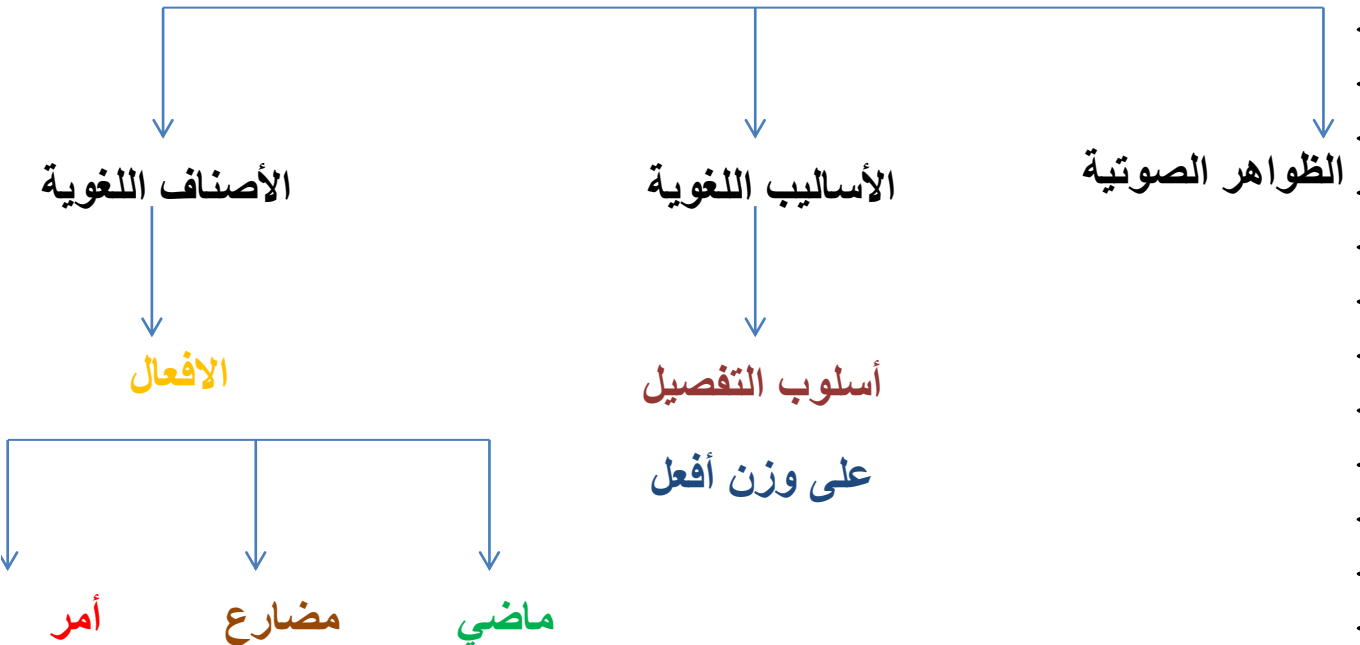 الظواهر الصوتية
الأساليب اللغوية
الأصناف اللغوية
أسلوب التفصيل
الافعال
على وزن أفعل
ماضي
مضارع
أمر